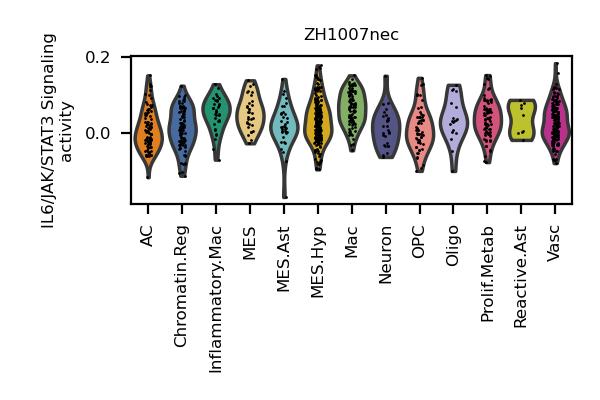 ZH1007nec
IL6/JAK/STAT3 Signaling
activity
0.2
0.0
AC
Chromatin.Reg
Inflammatory.Mac
MES
MES.Ast
MES.Hyp
Mac
Neuron
OPC
Oligo
Prolif.Metab
Reactive.Ast
Vasc